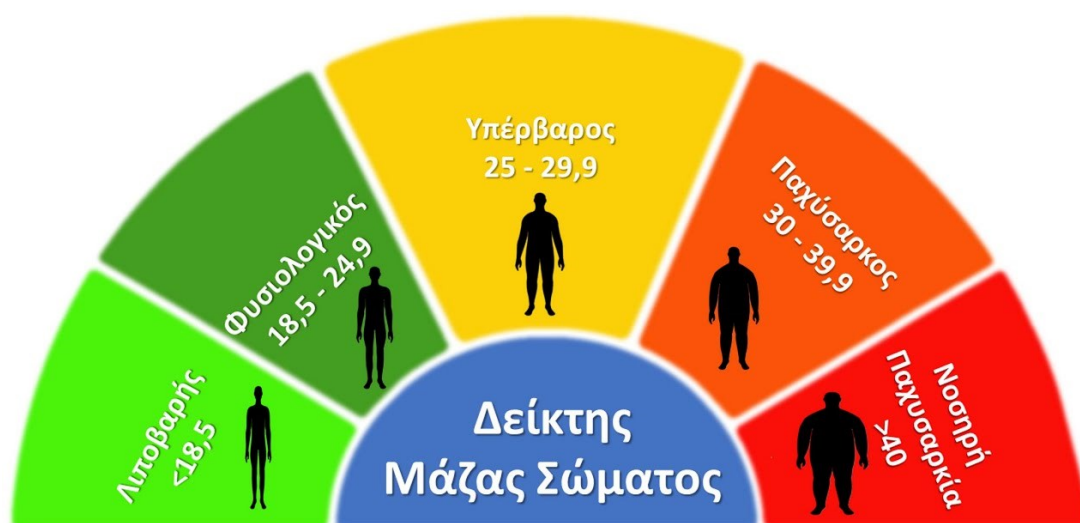 Λιποβαρής
<18,5
Φυσιολογικός
18,5 - 24,9
Υπέρβαρος
25 - 29,9
Παχύσαρκος
30 - 39,9
Νοσηρή
Παχυσαρκία
>40
Δείκτης
Μάζας Σώματος